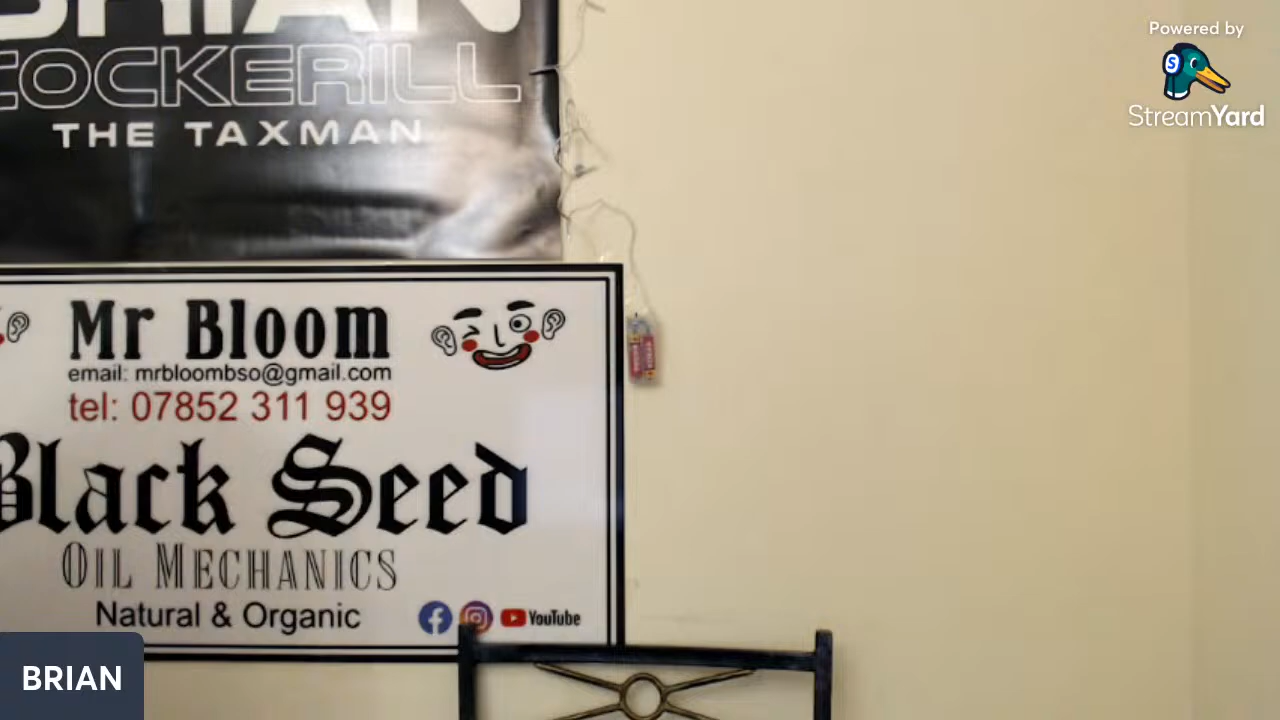 Powered by
StreamYard
BRIAN
COCKERILL
THE TAXMAN
Mr Bloom
email: mrbloombso@gmail.com
tel: 07852 311 939
Black Seed
OIL MECHANICS
Natural & Organic
YouTube
BRIAN